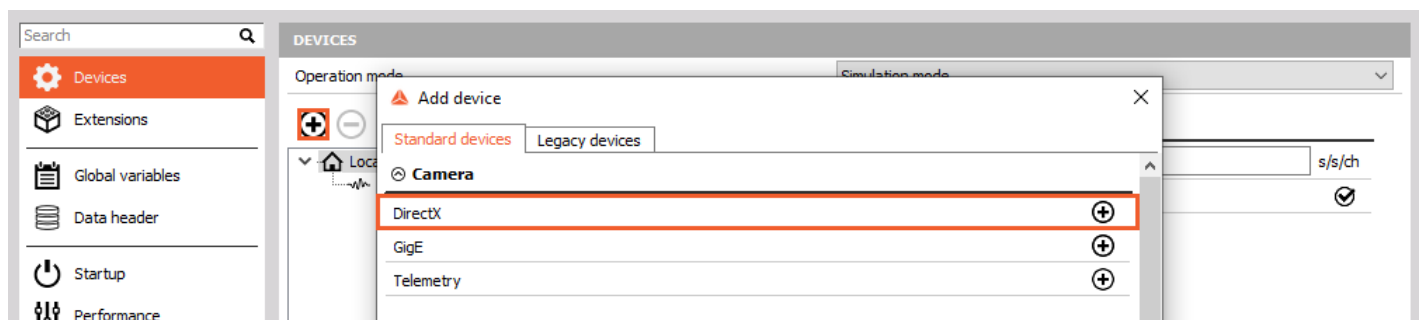 Search
DEVICES
Devices
Operation mode
Simulation mode
Add device
Extensions
Standard devices
Legacy devices
Loca
s/s/ch
Camera
Global variables
DirectX
Data header
GigE
Startup
Telemetry
Performance